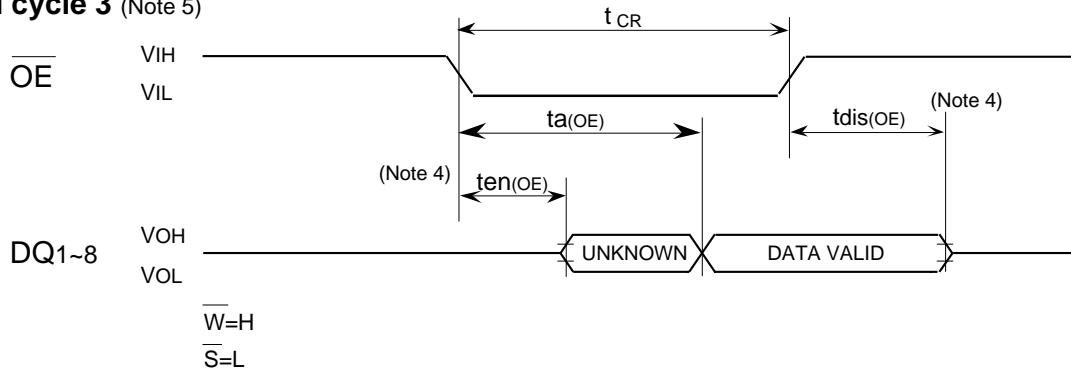 cycle 3 (Note 5)
t CR
OE
VIH
VIL
(Note 4)
ta(OE)
tdis(OE)
(Note 4)
ten(OE)
DQ1~8
VOH
VOL
UNKNOWN
DATA VALID
W=H
S=L